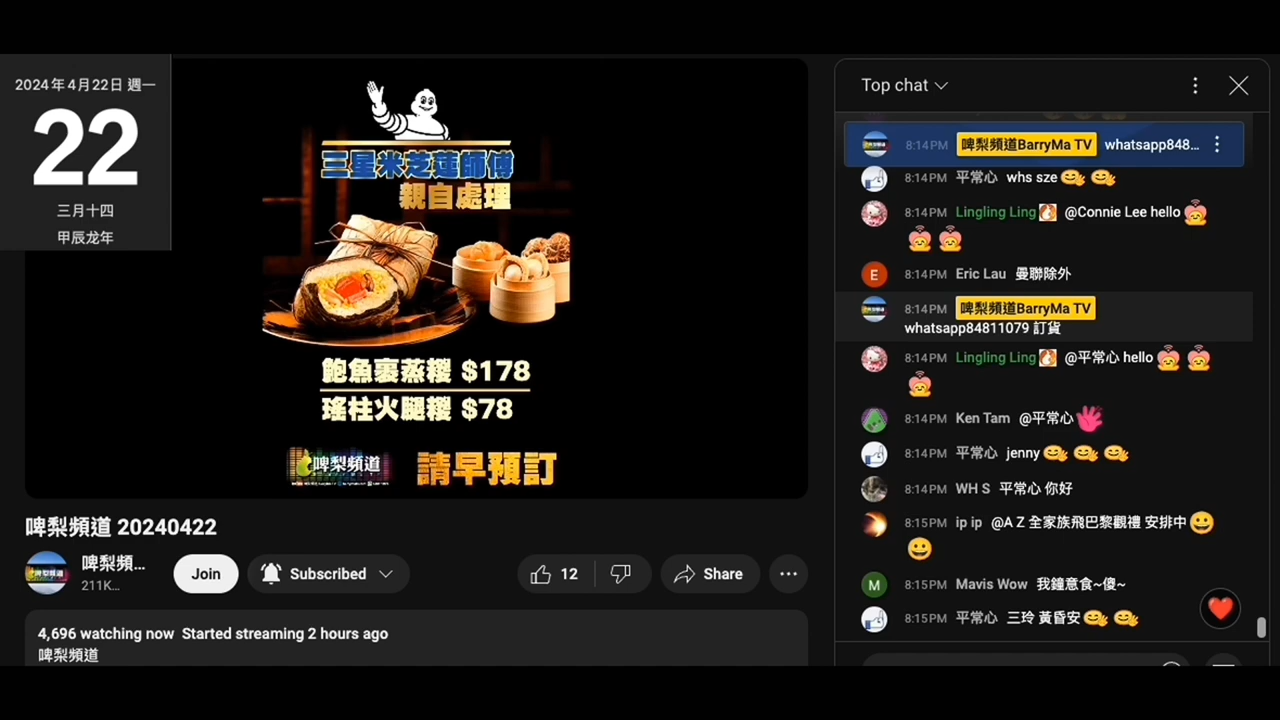 2024年4月22日 週一
22
三月十四
甲辰龙年
三星米芝蓮師傅
親自處理
鮑魚裹蒸糭 $178
瑤柱火腿糭 $78
啤梨頻道
請早預訂
啤梨頻道 20240422
啤梨頻...
211K...
Join
Subscribed
12
Share
4,696 watching now Started streaming 2 hours ago
啤梨頻道
Top chat
8:14PM 啤梨頻道BarryMa TV whatsapp848...
8:14PM 平常心 whs sze
8:14PM Lingling Ling @Connie Lee hello
8:14PM Eric Lau 曼聯除外
8:14PM 啤梨頻道BarryMa TV
whatsapp84811079 訂貨
8:14PM Lingling Ling @平常心 hello
8:14PM Ken Tam @平常心
8:14PM 平常心 jenny
8:14PM WH S 平常心 你好
8:15PM ip ip @A Z 全家族飛巴黎觀禮 安排中
8:15PM Mavis Wow 我鐘意食~傻~
8:15PM 平常心 三玲 黃昏安